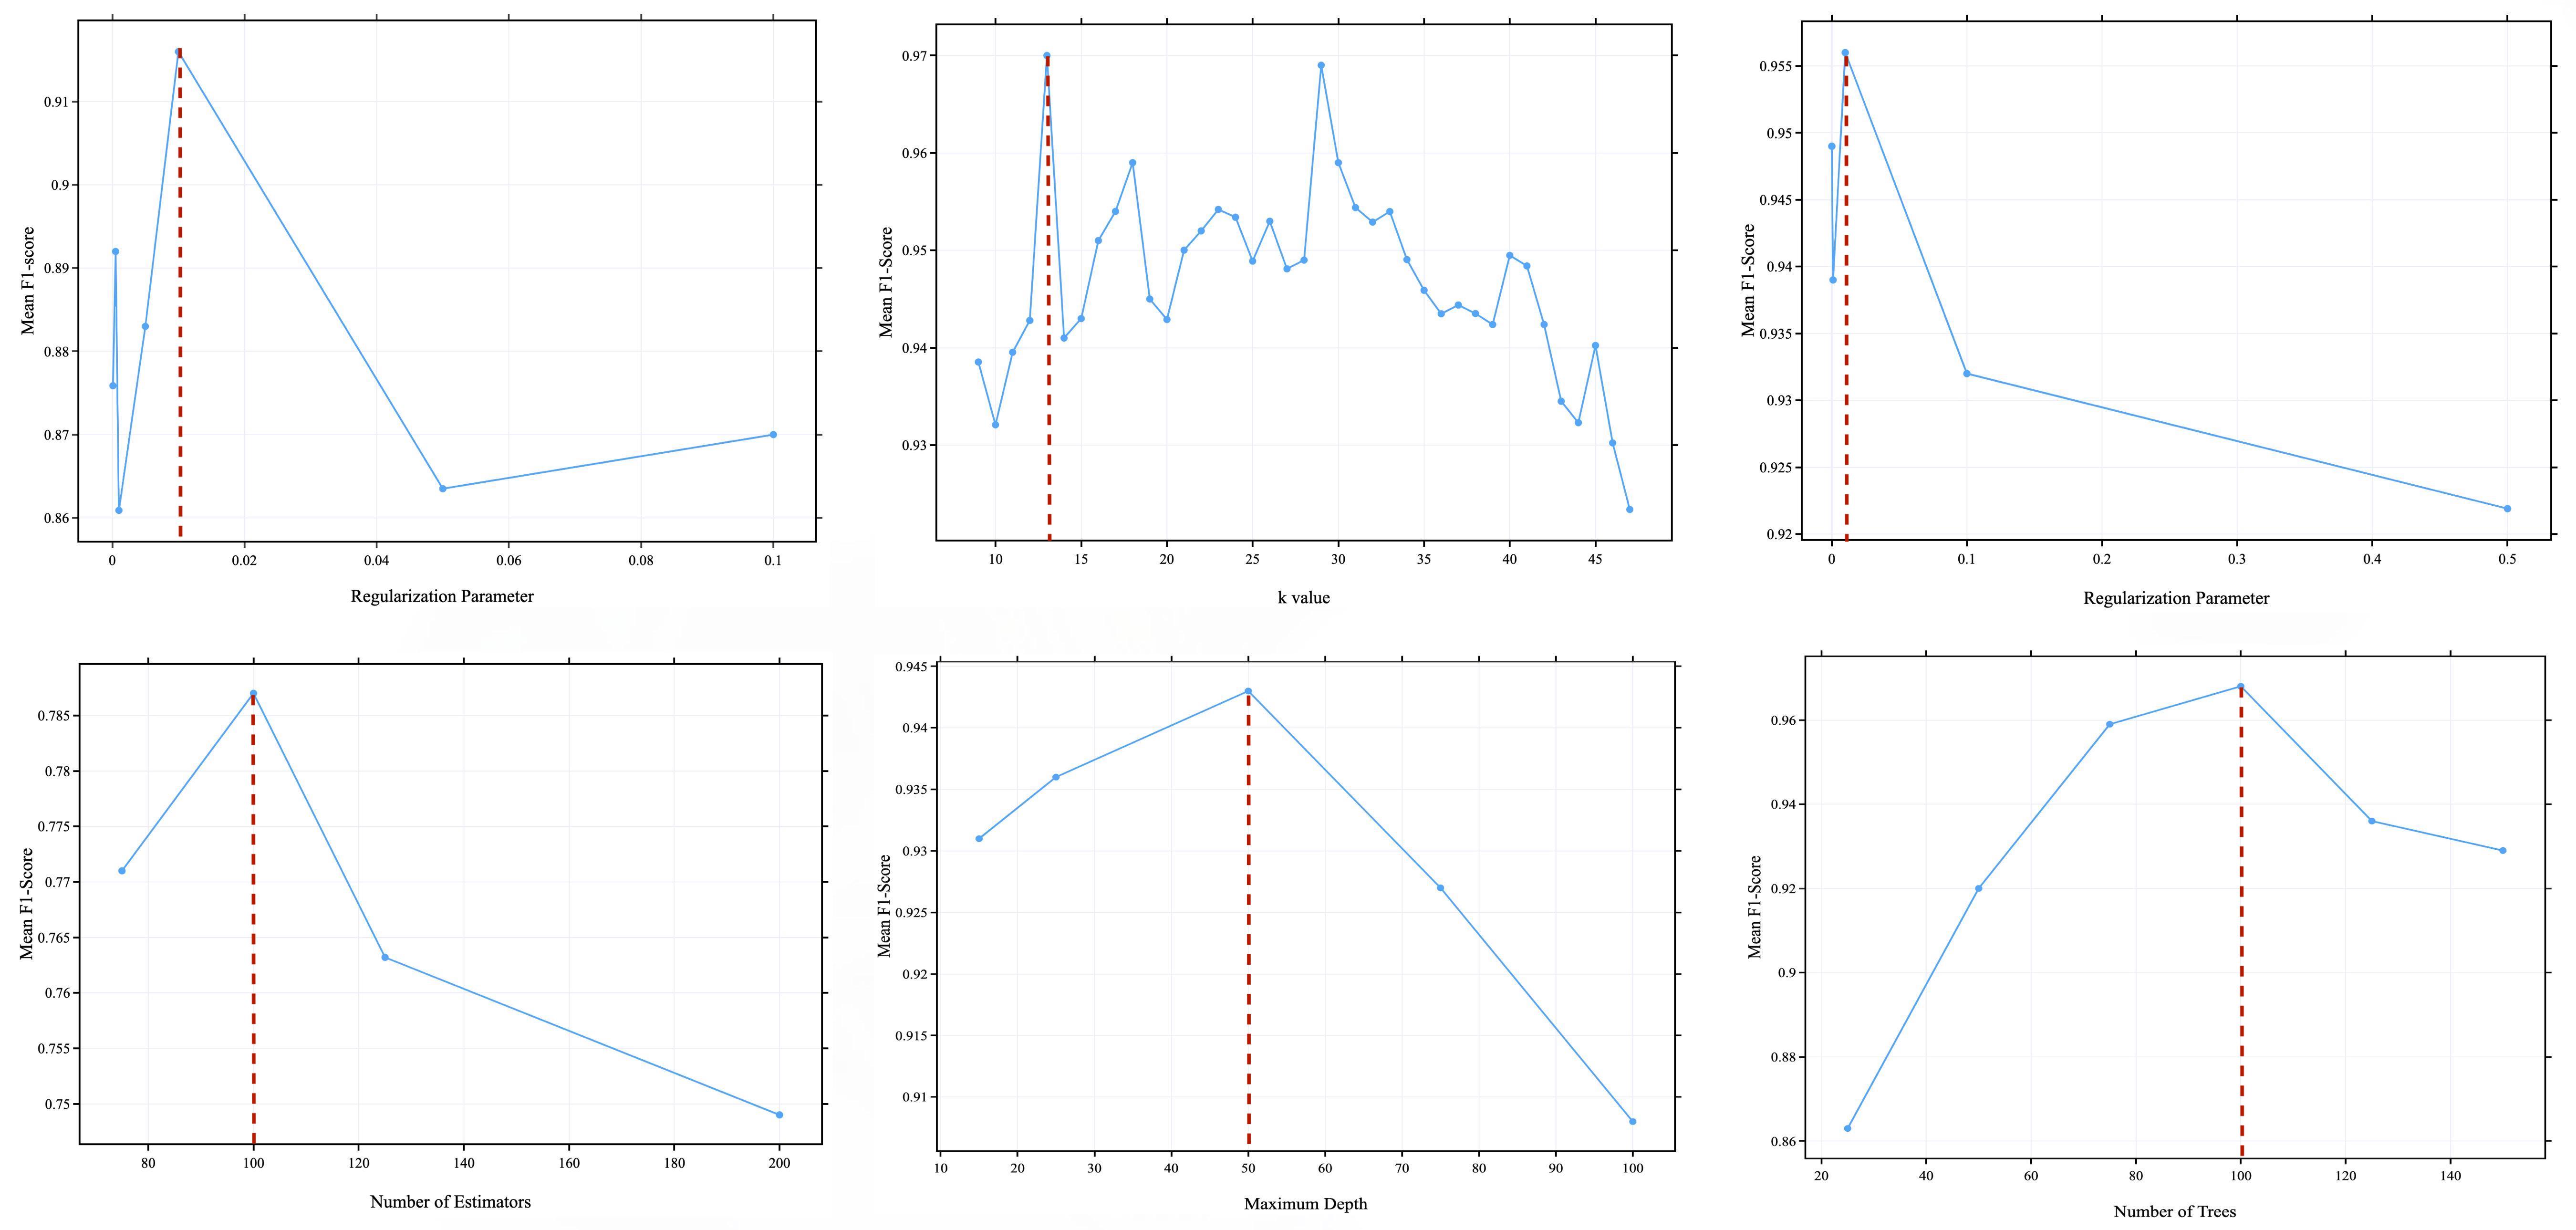 0.91
0.9
0.89
0.88
0.87
0.86
Mean F1-score
0 0.02 0.04 0.06 0.08 0.1
Regularization Parameter
0.97
0.96
0.95
0.94
0.93
Mean F1-Score
10 15 20 25 30 35 40 45
k value
0.955
0.95
0.945
0.94
0.935
0.93
0.925
0.92
Mean F1-Score
0 0.1 0.2 0.3 0.4 0.5
Regularization Parameter
0.785
0.78
0.775
0.77
0.765
0.76
0.755
0.75
Mean F1-Score
80 100 120 140 160 180 200
Number of Estimators
0.945
0.94
0.935
0.93
0.925
0.92
0.915
0.91
Mean F1-Score
10 20 30 40 50 60 70 80 90 100
Maximum Depth
0.96
0.94
0.92
0.9
0.88
0.86
Mean F1-Score
20 40 60 80 100 120 140
Number of Trees